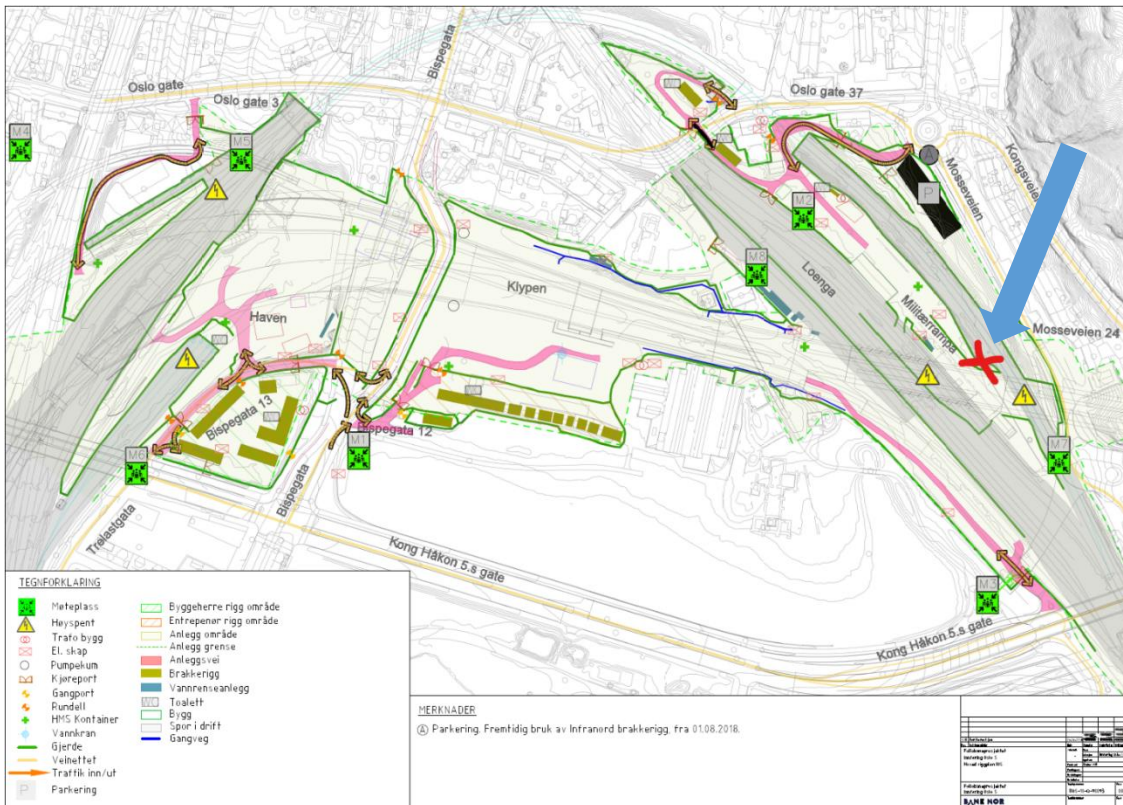 Oslo gate
Oslo gate 3
Bispegata
Oslo gate 37
M4
M5
A
Mosseveien
Kongsveien
P
M2
M8
Loenga
Klypen
Haven
Militærrampa
Mosseveien 24
Bispegata 13
Bispegata 12
M6
M1
M7
Bispegata
Trelastgata
Kong Håkon 5.s gate
M3
Kong Håkon 5.s gate
TEGNFORKLARING
Møteplass
Høyspent
Trafo bygg
El. skap
Pumpekum
Kjøreport
Gangport
Rundell
HMS Kontainer
Vannkran
Gjerde
Veinettet
Traffik inn/ut
P Parkering
Byggeherre rigg område
Entrepenør rigg område
Anlegg område
Anlegg grense
Anleggsvei
Brakkerigg
Vannrenseanlegg
WC Toalett
Bygg
Spor i drift
Gangveg
MERKNADER
A Parkering. Fremtidig bruk av Infranord brakkerigg, fra 01.08.2018.
BANE NOR